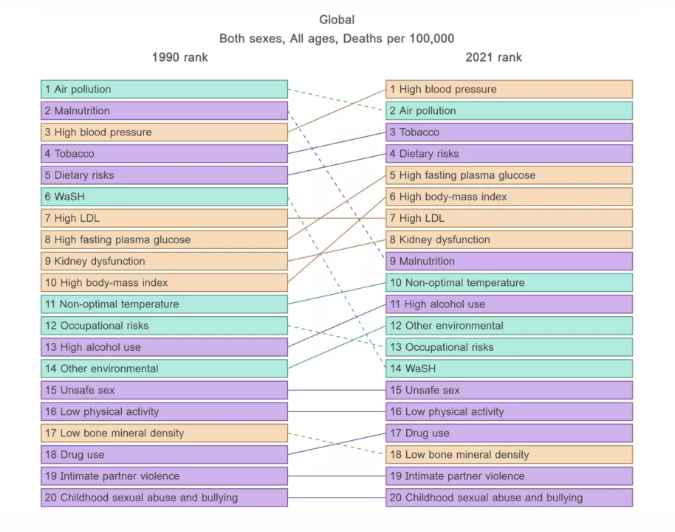 Global
Both sexes, All ages, Deaths per 100,000
1990 rank
2021 rank
1 Air pollution
2 Malnutrition
3 High blood pressure
4 Tobacco
5 Dietary risks
6 WaSH
7 High LDL
8 High fasting plasma glucose
9 Kidney dysfunction
10 High body-mass index
11 Non-optimal temperature
12 Occupational risks
13 High alcohol use
14 Other environmental
15 Unsafe sex
16 Low physical activity
17 Low bone mineral density
18 Drug use
19 Intimate partner violence
20 Childhood sexual abuse and bullying
1 High blood pressure
2 Air pollution
3 Tobacco
4 Dietary risks
5 High fasting plasma glucose
6 High body-mass index
7 High LDL
8 Kidney dysfunction
9 Malnutrition
10 Non-optimal temperature
11 High alcohol use
12 Other environmental
13 Occupational risks
14 WaSH
15 Unsafe sex
16 Low physical activity
17 Drug use
18 Low bone mineral density
19 Intimate partner violence
20 Childhood sexual abuse and bullying